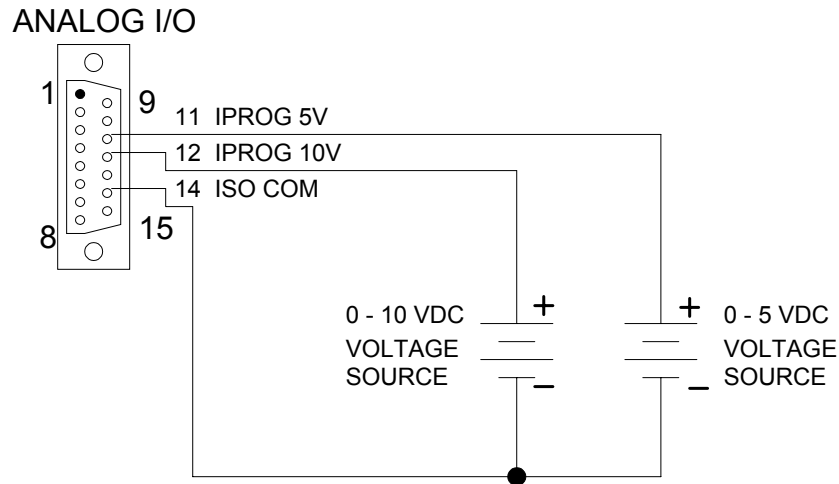 ANALOG I/O
1
9
11 IPROG 5V
12 IPROG 10V
14 ISO COM
8
15
0 - 10 VDC
VOLTAGE
SOURCE
+
–
+
–
0 - 5 VDC
VOLTAGE
SOURCE